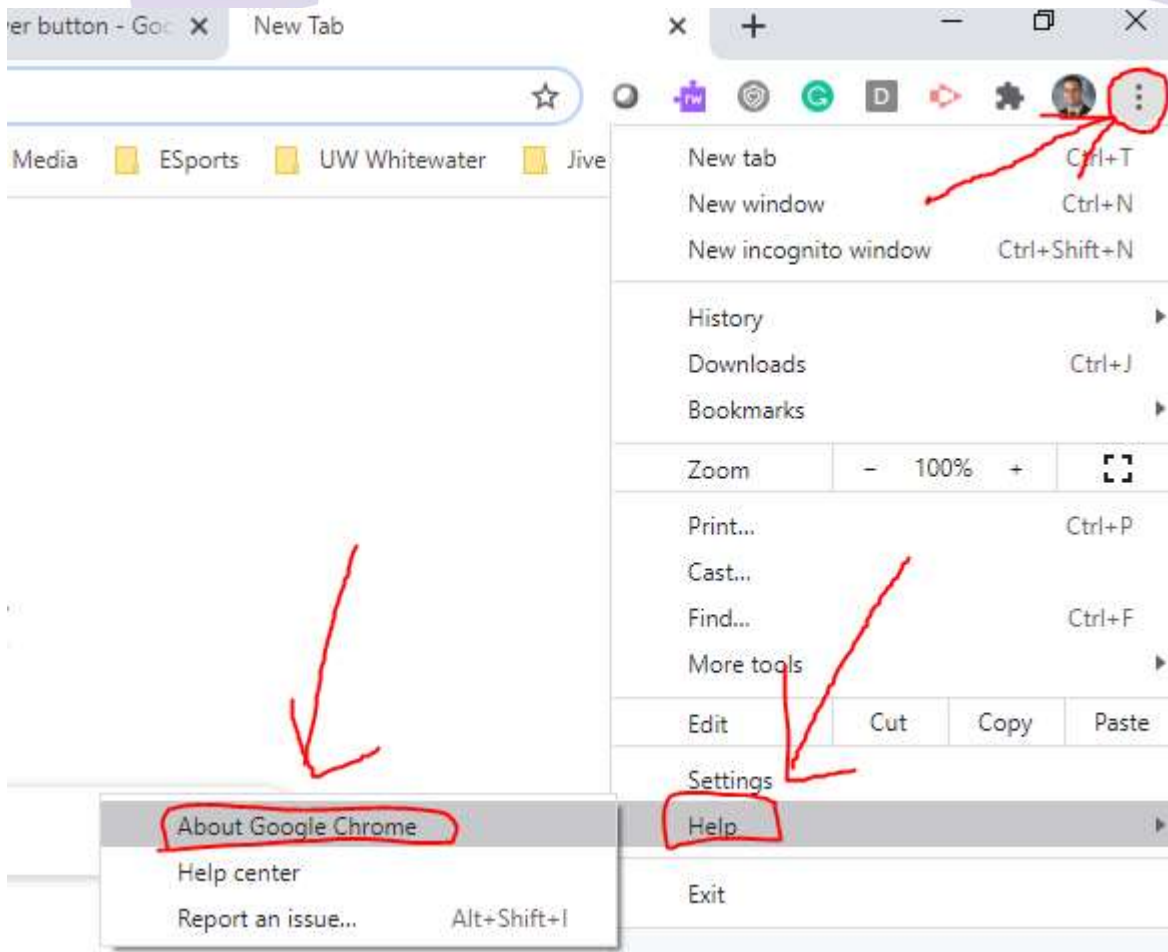 er button - Goo
New Tab
rw
G
D
Media ESports UW Whitewater Jive
New tab Ctrl+T
New window Ctrl+N
New incognito window Ctrl+Shift+N
History
Downloads Ctrl+J
Bookmarks
Zoom - 100% +
Print... Ctrl+P
Cast...
Find... Ctrl+F
More tools
Edit Cut Copy Paste
Settings
About Google Chrome
Help
Help center
Exit
Report an issue... Alt+Shift+I